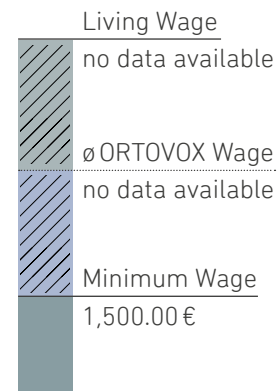 Living Wage
no data available
ø ORTOVOX Wage
no data available
Minimum Wage
1,500.00 €